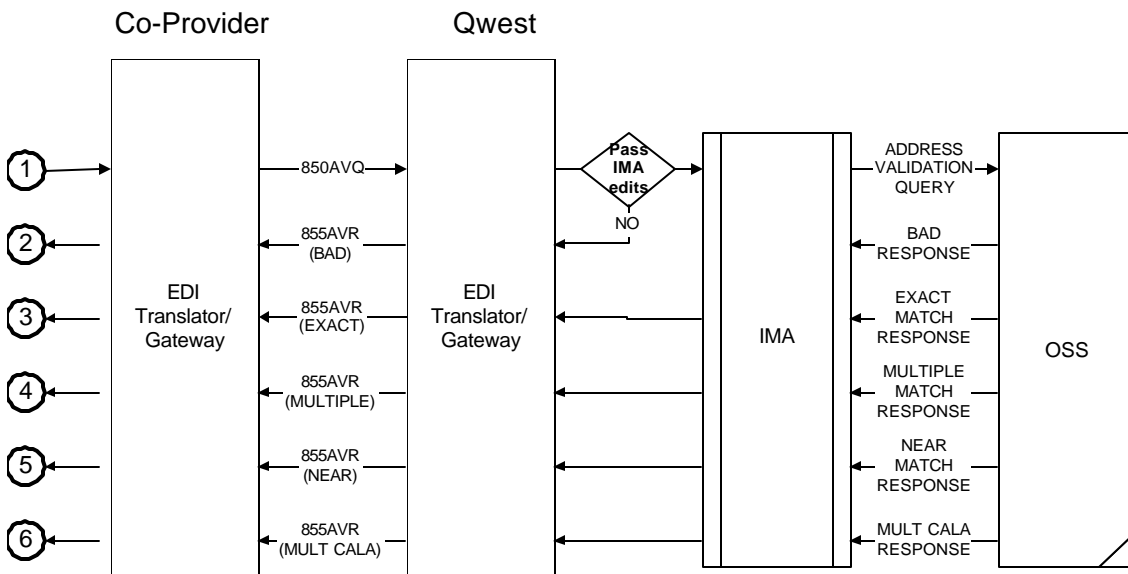 Co-Provider
Qwest
1
850AVQ
Pass
IMA
edits
ADDRESS
VALIDATION
QUERY
NO
2
855AVR
(BAD)
BAD
RESPONSE
3
EDI
Translator/
Gateway
855AVR
(EXACT)
EDI
Translator/
Gateway
IMA
EXACT
MATCH
RESPONSE
OSS
4
855AVR
(MULTIPLE)
MULTIPLE
MATCH
RESPONSE
5
855AVR
(NEAR)
NEAR
MATCH
RESPONSE
6
855AVR
(MULT CALA)
MULT CALA
RESPONSE